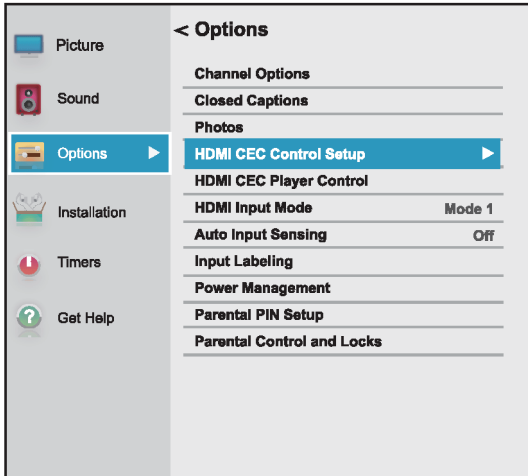 Picture
Sound
Options
Installation
Timers
Get Help
< Options
Channel Options
Closed Captions
Photos
HDMI CEC Control Setup
HDMI CEC Player Control
HDMI Input Mode Mode 1
Auto Input Sensing Off
Input Labeling
Power Management
Parental PIN Setup
Parental Control and Locks